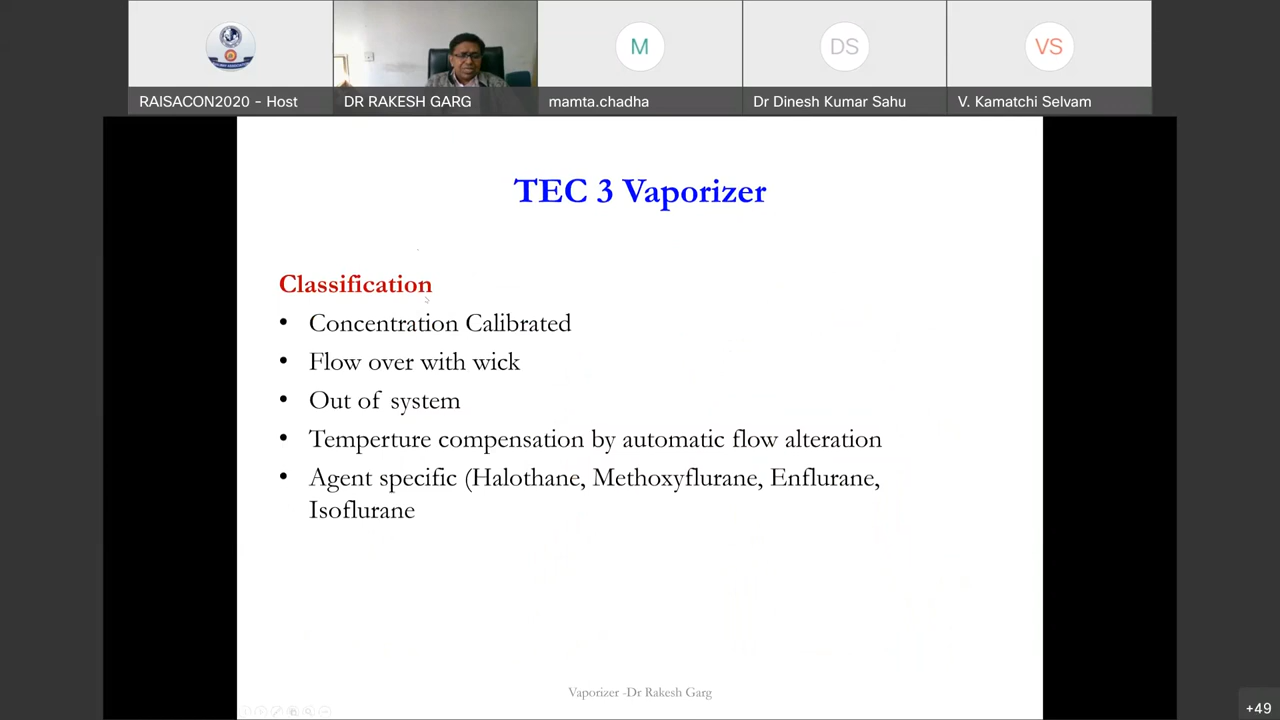 RAISACON2020 - Host
DR RAKESH GARG
M
mamta.chadha
DS
Dr Dinesh Kumar Sahu
VS
V. Kamatchi Selvam
TEC 3 Vaporizer
Classification
• Concentration Calibrated
• Flow over with wick
• Out of system
• Temperture compensation by automatic flow alteration
• Agent specific (Halothane, Methoxyflurane, Enflurane,
Isoflurane
Vaporizer -Dr Rakesh Garg
+49